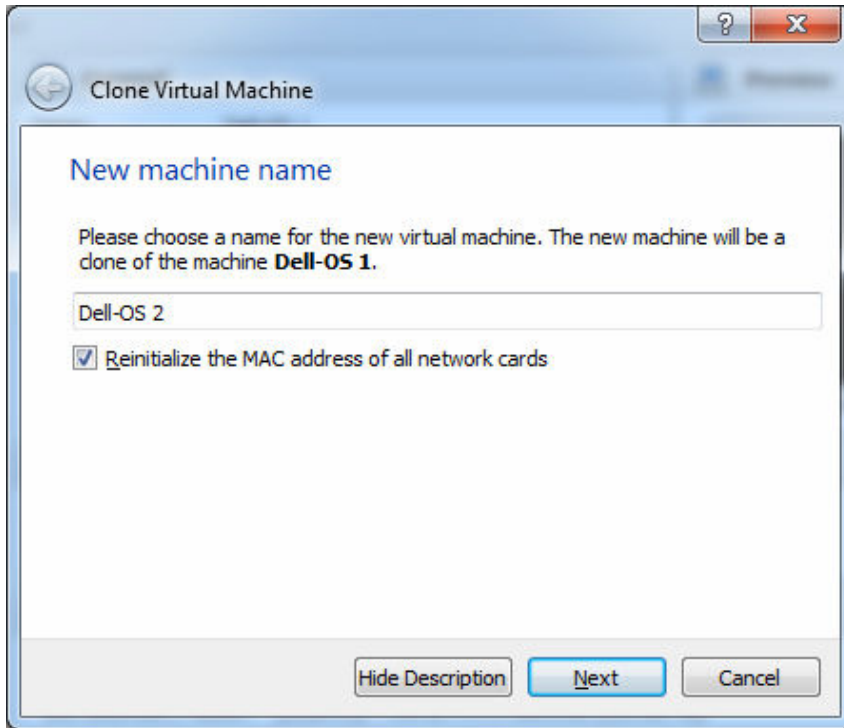 Clone Virtual Machine
New machine name
Please choose a name for the new virtual machine. The new machine will be a
clone of the machine Dell-OS 1.
Dell-OS 2
Reinitialize the MAC address of all network cards
Hide Description Next Cancel